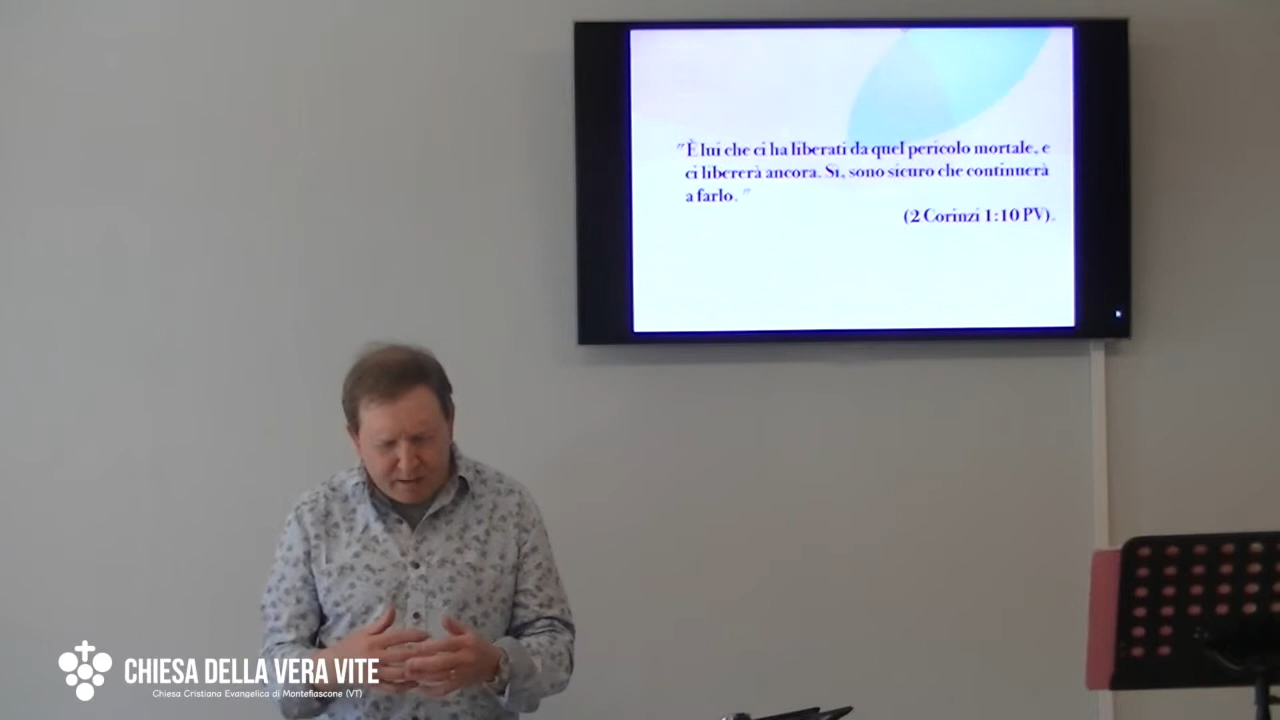 "È lui che ci ha liberati da quel pericolo mortale, e
ci libererà ancora. Sì, sono sicuro che continuerà
a farlo. "
(2 Corinzi 1:10 PV).
CHIESA DELLA VERA VITE
Chiesa Cristiana Evangelica di Montefiascone (VT)